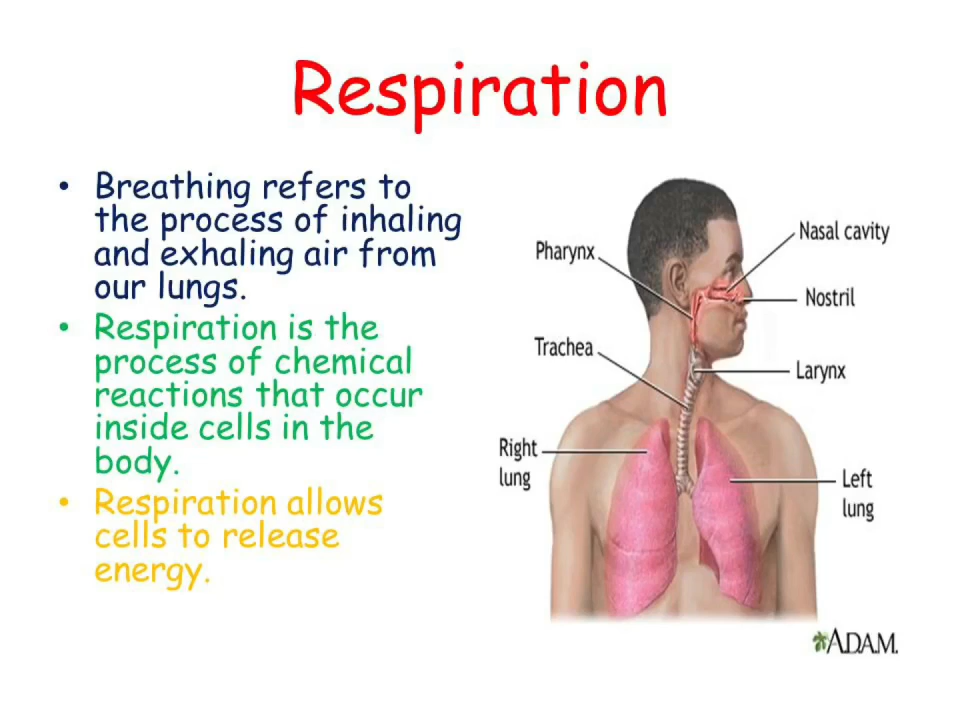 Respiration
• Breathing refers to
the process of inhaling
and exhaling air from
our lungs.
• Respiration is the
process of chemical
reactions that occur
inside cells in the
body.
• Respiration allows
cells to release
energy.
Nasal cavity
Pharynx
Nostril
Trachea
Larynx
Right
lung
Left
lung
A.D.A.M.